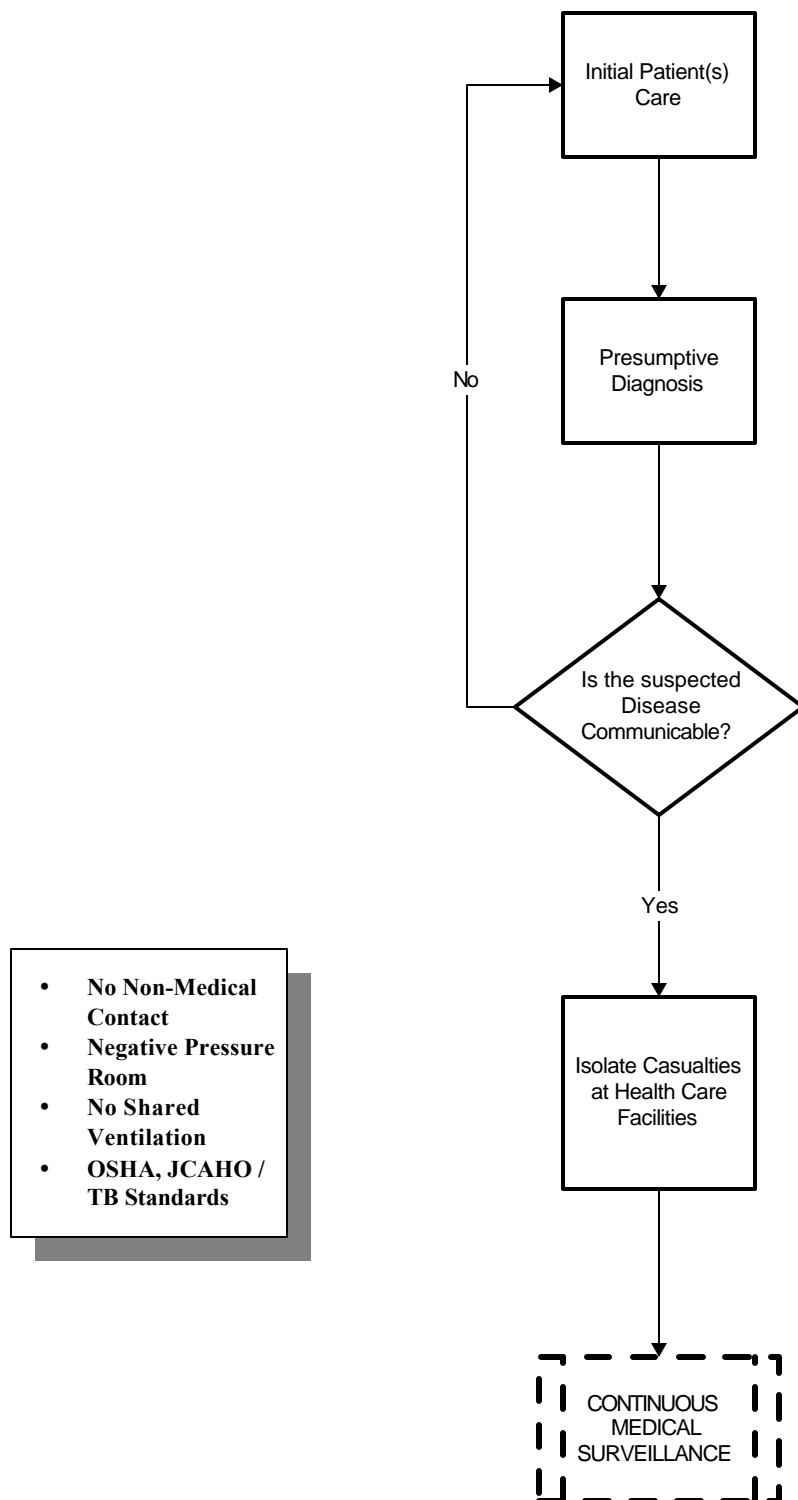 Initial Patient(s)
Care
Presumptive
Diagnosis
No
Is the suspected
Disease
Communicable?
Yes
• No Non-Medical
Contact
• Negative Pressure
Room
• No Shared
Ventilation
• OSHA, JCAHO /
TB Standards
Isolate Casualties
at Health Care
Facilities
CONTINUOUS
MEDICAL
SURVEILLANCE